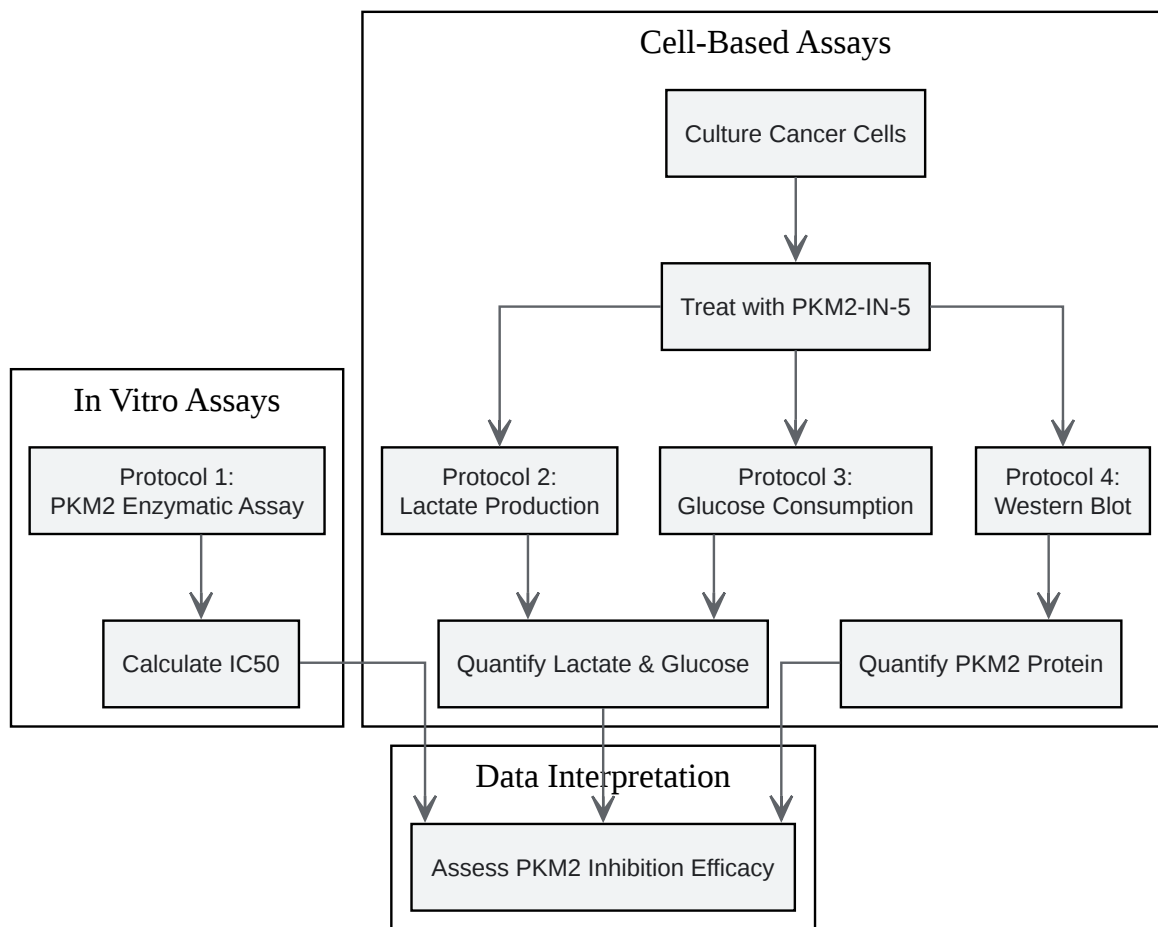 Cell-Based Assays
Culture Cancer Cells
Treat with PKM2-IN-5
In Vitro Assays
Protocol 1:
PKM2 Enzymatic Assay
Protocol 2:
Lactate Production
Protocol 3:
Glucose Consumption
Protocol 4:
Western Blot
Calculate IC50
Quantify Lactate & Glucose
Quantify PKM2 Protein
Data Interpretation
Assess PKM2 Inhibition Efficacy